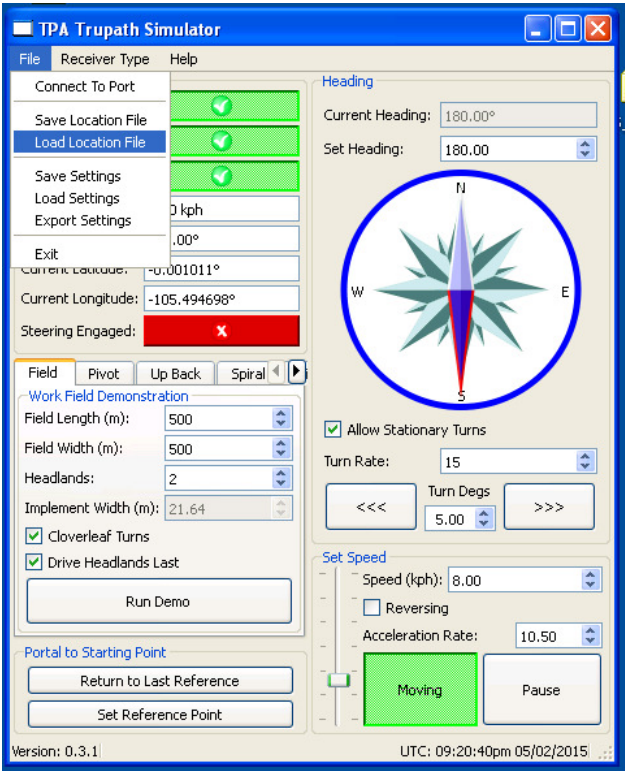 TPA Trupath Simulator
File Receiver Type Help
Connect To Port
Save Location File
Load Location File
Save Settings
Load Settings
Export Settings
Exit
0 kph
.00°
Current Latitude: -0.001011°
Current Longitude: -105.494698°
Steering Engaged: X
Field Pivot Up Back Spiral
Work Field Demonstration
Field Length (m): 500
Field Width (m): 500
Headlands: 2
Implement Width (m): 21.64
Cloverleaf Turns
Drive Headlands Last
Run Demo
Portal to Starting Point
Return to Last Reference
Set Reference Point
Heading
Current Heading: 180.00°
Set Heading: 180.00
N
W E
S
Allow Stationary Turns
Turn Rate: 15
Turn Degs
<<< 5.00 >>>
Set Speed
Speed (kph): 8.00
Reversing
Acceleration Rate: 10.50
Moving Pause
Version: 0.3.1 UTC: 09:20:40pm 05/02/2015